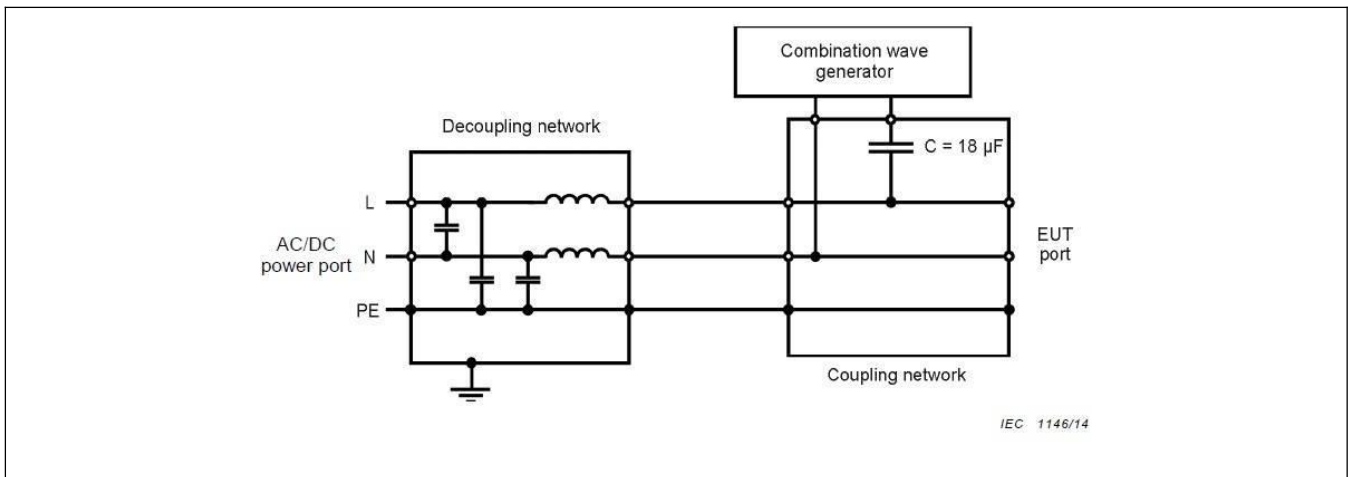 Combination wave
generator
Decoupling network
C = 18 µF
L
AC/DC
power port
N
EUT
port
PE
Coupling network
IEC 1146/14